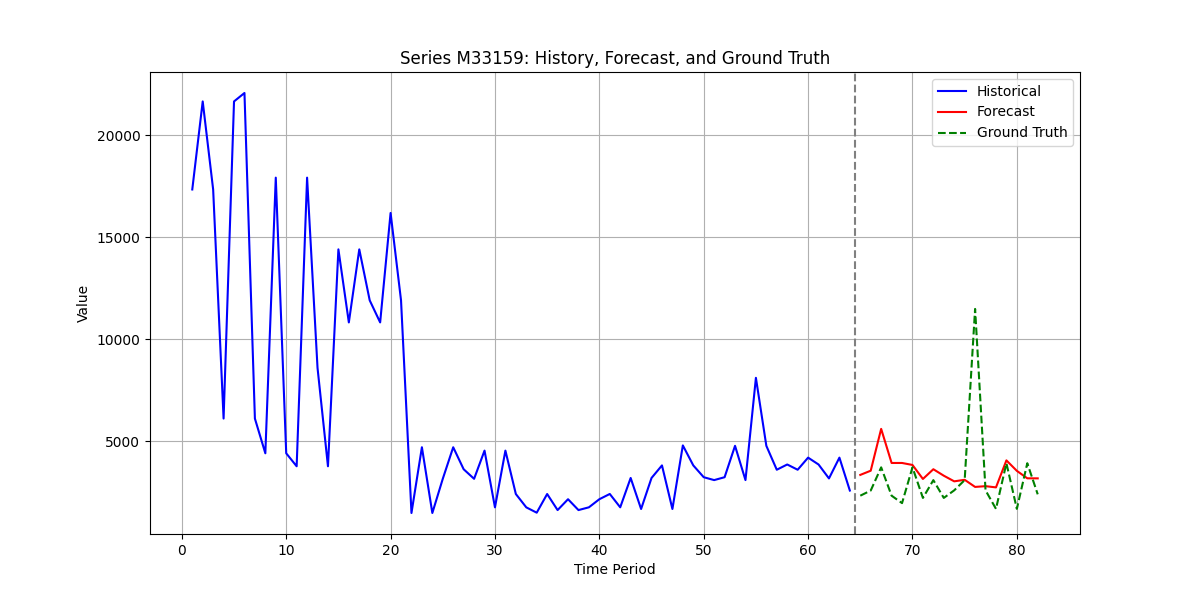 Series M33159: History, Forecast, and Ground Truth
Historical
Forecast
Ground Truth
Value
20000
15000
10000
5000
0 10 20 30 40 50 60 70 80
Time Period